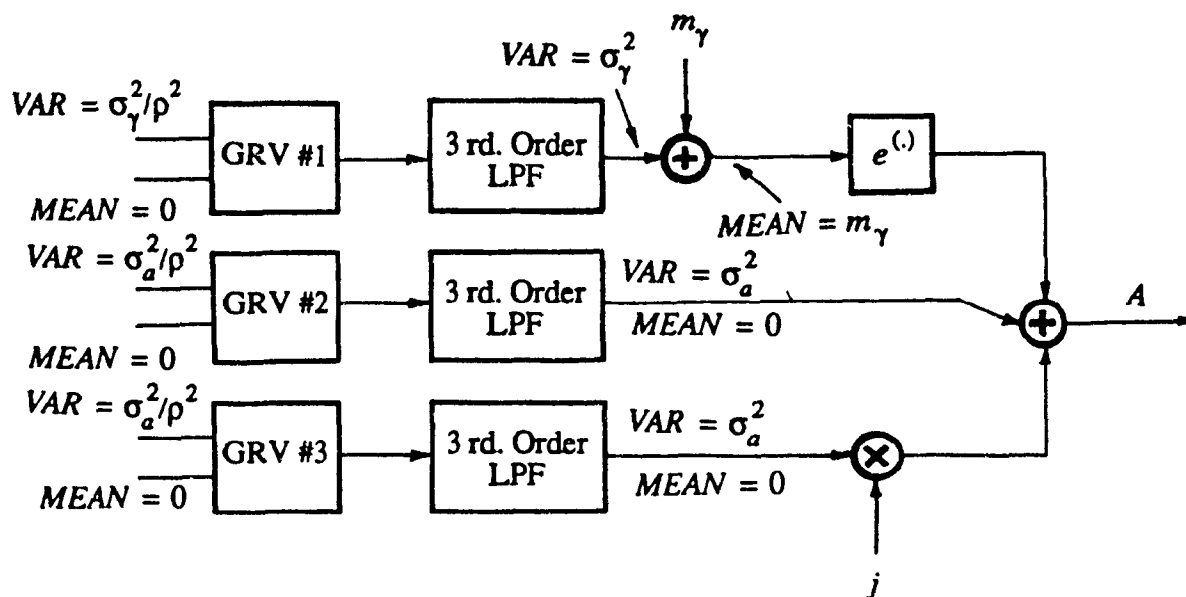 m_γ
VAR = σ_γ^2
VAR = σ_γ^2/ρ^2
GRV #1
3 rd. Order
LPF
+
e^(.)
MEAN = 0
MEAN = m_γ
VAR = σ_a^2/ρ^2
GRV #2
3 rd. Order
LPF
VAR = σ_a^2
MEAN = 0
+
A
MEAN = 0
VAR = σ_a^2/ρ^2
GRV #3
3 rd. Order
LPF
VAR = σ_a^2
MEAN = 0
×
MEAN = 0
j